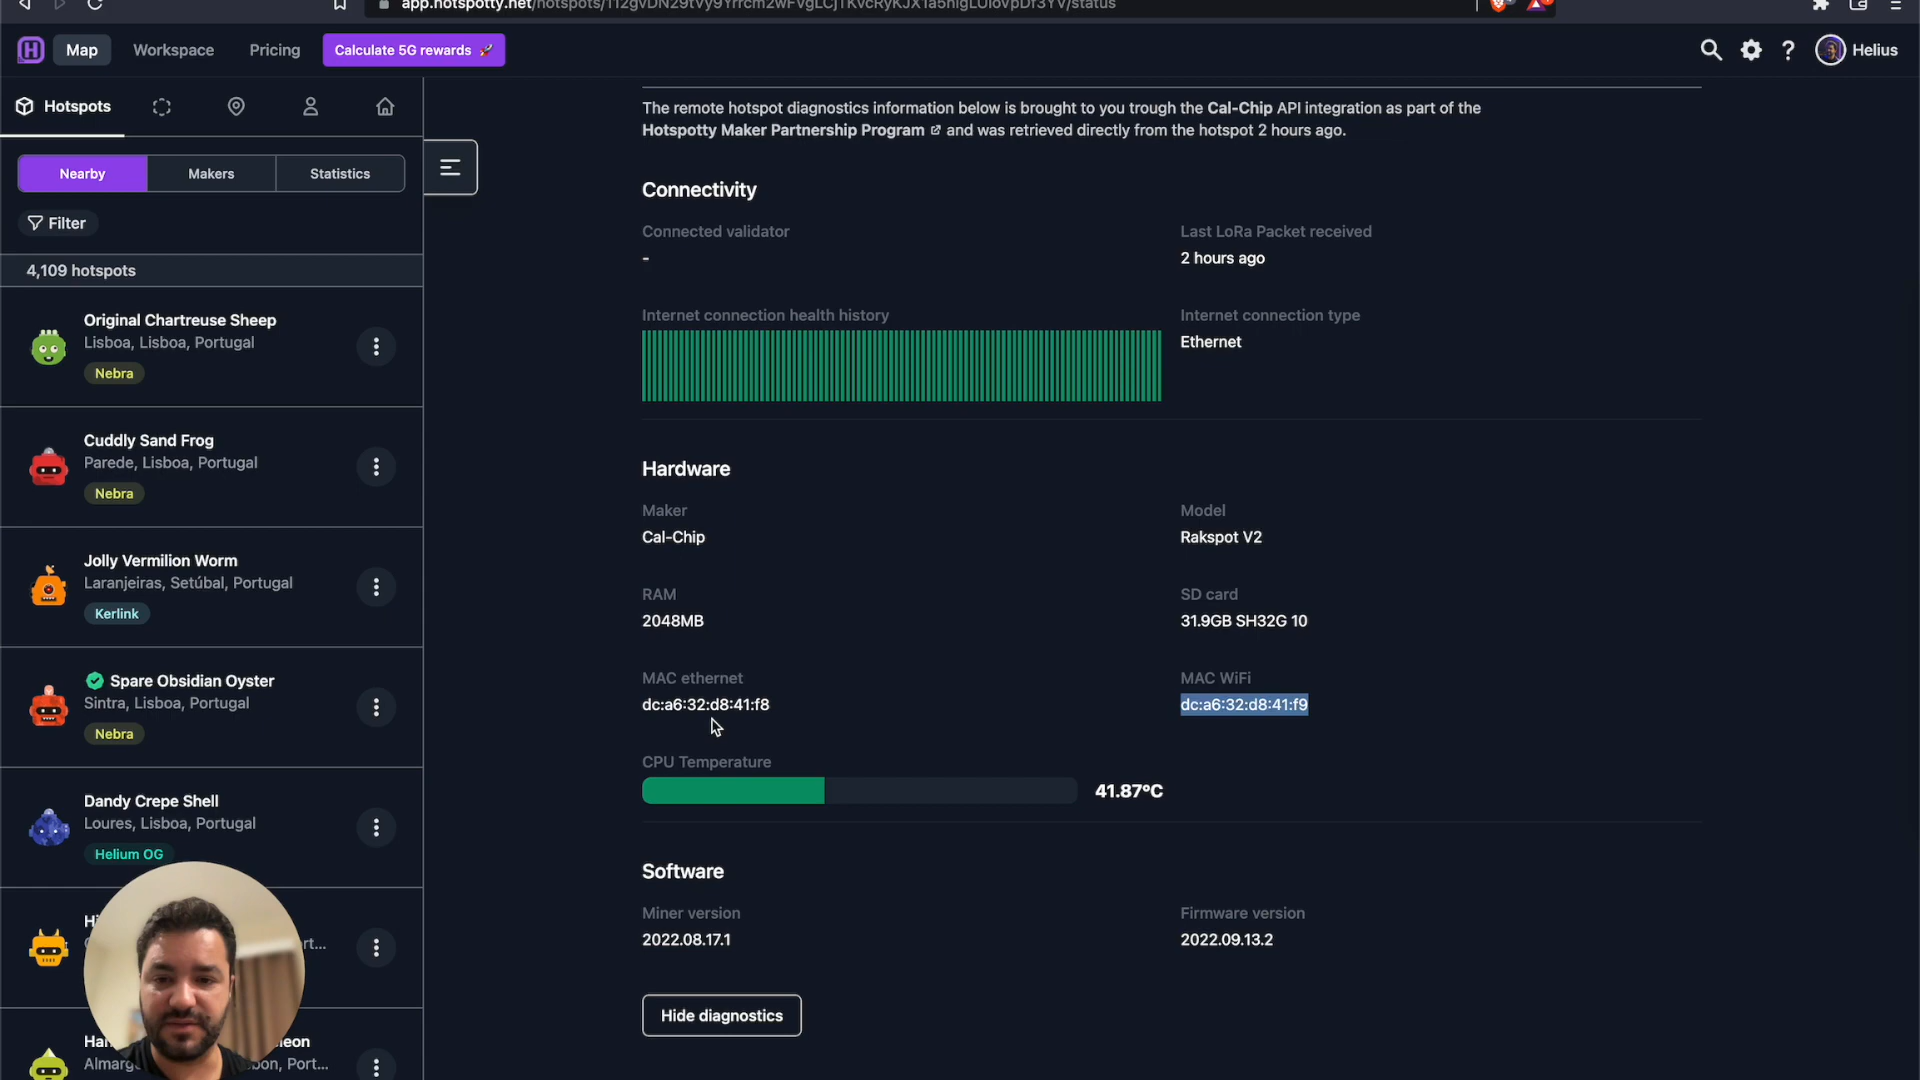 app.hotspotty.net/hotspots/
Map
Workspace
Pricing
Calculate 5G rewards 🚀
Helius
Hotspots
Nearby
Makers
Statistics
Filter
4,109 hotspots
Original Chartreuse Sheep
Lisboa, Lisboa, Portugal
Nebra
Cuddly Sand Frog
Parede, Lisboa, Portugal
Nebra
Jolly Vermilion Worm
Laranjeiras, Setúbal, Portugal
Kerlink
Spare Obsidian Oyster
Sintra, Lisboa, Portugal
Nebra
Dandy Crepe Shell
Loures, Lisboa, Portugal
Helium OG
The remote hotspot diagnostics information below is brought to you trough the Cal-Chip API integration as part of the
Hotspotty Maker Partnership Program and was retrieved directly from the hotspot 2 hours ago.
Connectivity
Connected validator
-
Last LoRa Packet received
2 hours ago
Internet connection health history
Internet connection type
Ethernet
Hardware
Maker
Cal-Chip
Model
Rakspot V2
RAM
2048MB
SD card
31.9GB SH32G 10
MAC ethernet
dc:a6:32:d8:41:f8
MAC WiFi
dc:a6:32:d8:41:f9
CPU Temperature
41.87°C
Software
Miner version
2022.08.17.1
Firmware version
2022.09.13.2
Hide diagnostics